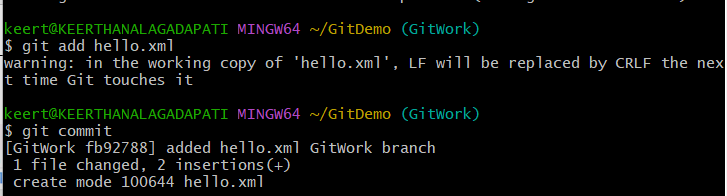 keert@KEERTHANALAGADAPATI MINGW64 ~/GitDemo (GitWork)
$ git add hello.xml
warning: in the working copy of 'hello.xml', LF will be replaced by CRLF the nex
t time Git touches it
keert@KEERTHANALAGADAPATI MINGW64 ~/GitDemo (GitWork)
$ git commit
[GitWork fb92788] added hello.xml GitWork branch
1 file changed, 2 insertions(+)
create mode 100644 hello.xml